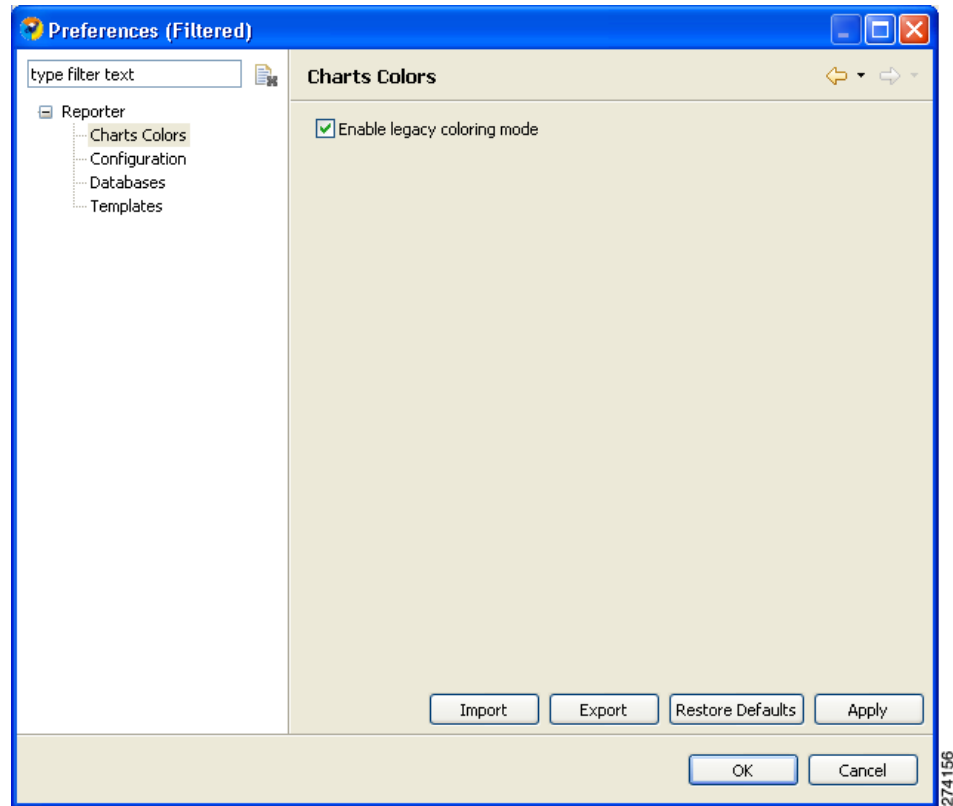 Preferences (Filtered)
type filter text
Charts Colors
Reporter
Charts Colors
Configuration
Databases
Templates
Enable legacy coloring mode
Import
Export
Restore Defaults
Apply
OK
Cancel
274156